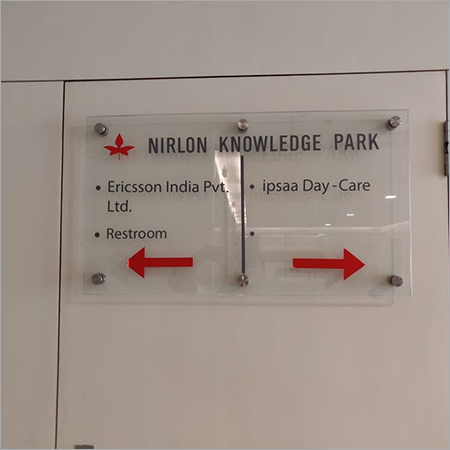 NIRLON KNOWLEDGE PARK
• Ericsson India Pvt.
Ltd.
• Restroom
• ipsaa Day-Care
•